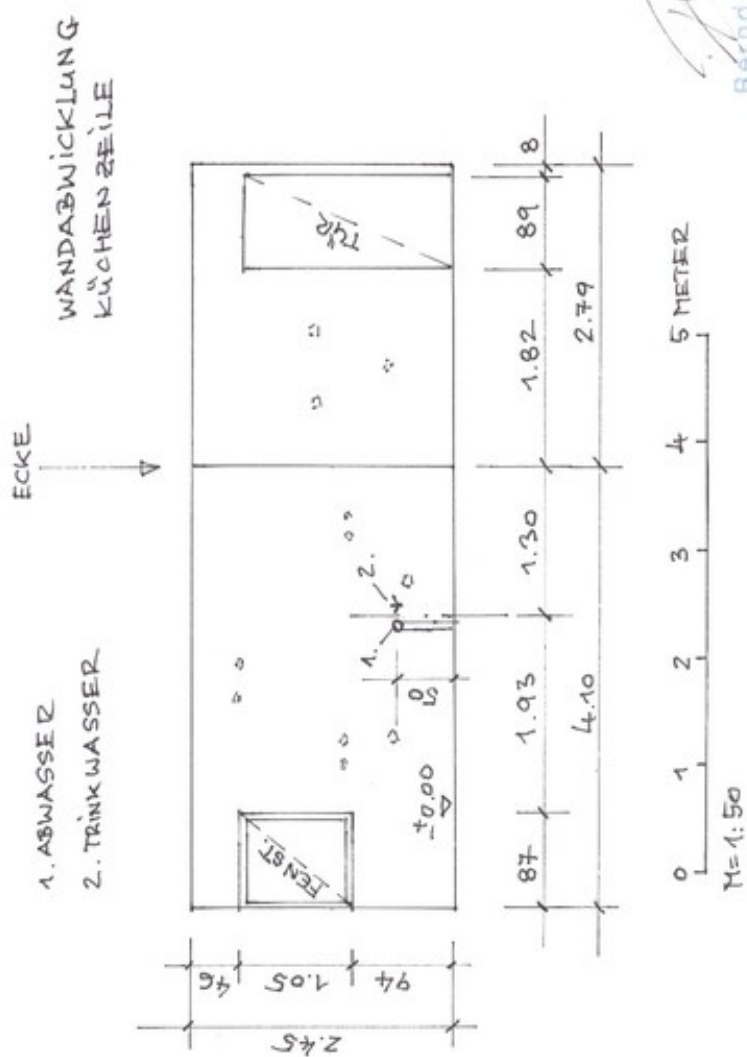 WANDABWICKLUNG
KÜCHENZEILE
ECKE
1. ABWASSER
2. TRINKWASSER
FENST.
TÜR
1.
2.
50
±0.00
46
1.05
94
2.45
87
1.93
1.30
1.82
89
8
4.10
2.79
0 1 2 3 4 5 METER
M=1:50
Bernd